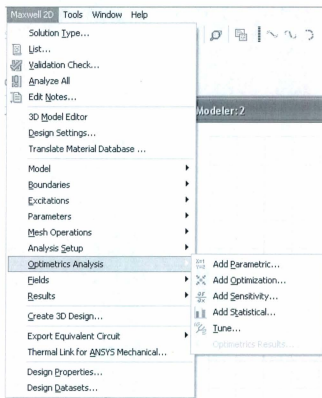 Maxwell 2D Tools Window Help
Solution Type...
List...
Validation Check...
Analyze All
Edit Notes...
Modeler:2
3D Model Editor
Design Settings...
Translate Material Database ...
Model
Boundaries
Excitations
Parameters
Mesh Operations
Analysis Setup
Optimetrics Analysis
Add Parametric...
Fields
Add Optimization...
Results
Add Sensitivity...
Create 3D Design...
Add Statistical...
Export Equivalent Circuit
Tune...
Thermal Link for ANSYS Mechanical...
Optimetrics Results...
Design Properties...
Design Datasets...